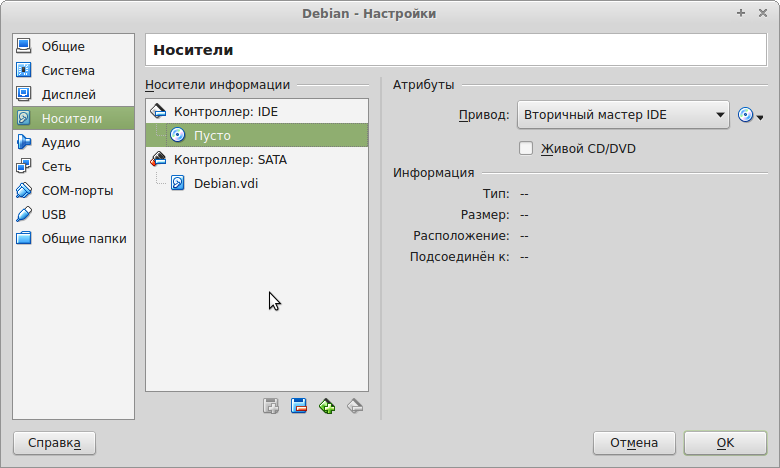 Debian - Настройки
Общие
Система
Дисплей
Носители
Аудио
Сеть
COM-порты
USB
Общие папки
Носители
Носители информации
Контроллер: IDE
Пусто
Контроллер: SATA
Debian.vdi
Атрибуты
Привод: Вторичный мастер IDE
Живой CD/DVD
Информация
Тип: --
Размер: --
Расположение: --
Подсоединён к: --
Справка
Отмена
OK